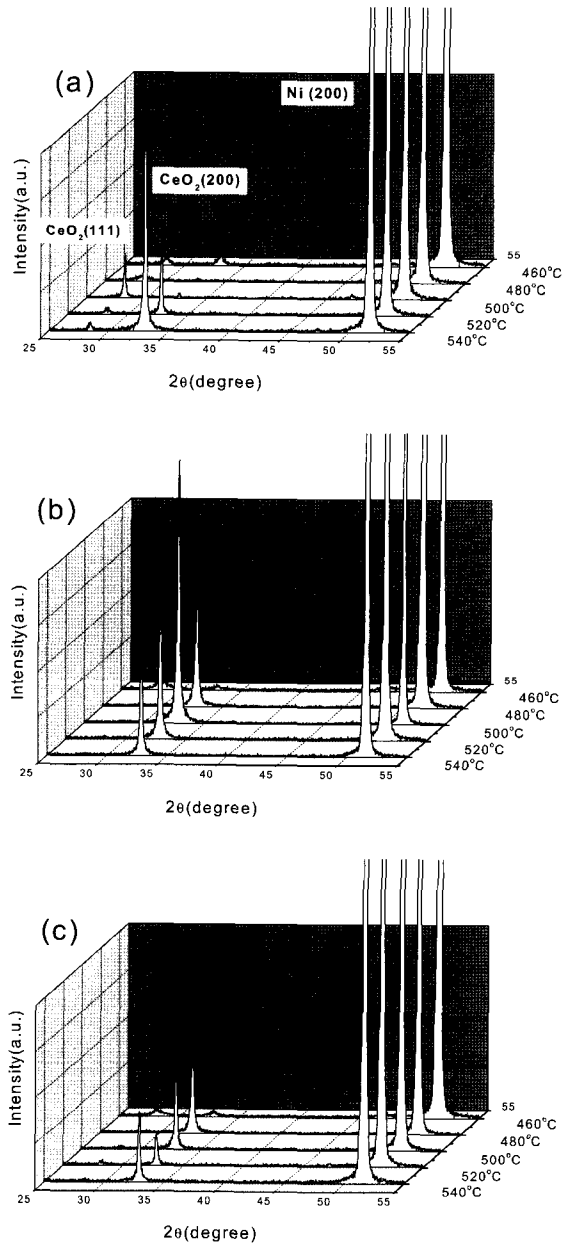 (a)
Ni (200)
CeO₂(200)
CeO₂(111)
Intensity(a.u.)
25 30 35 40 45 50 55
55
460°C
480°C
500°C
520°C
540°C
2θ(degree)
(b)
Intensity(a.u.)
25 30 35 40 45 50 55
55
460°C
480°C
500°C
520°C
540°C
2θ(degree)
(c)
Intensity(a.u.)
25 30 35 40 45 50 55
55
460°C
480°C
500°C
520°C
540°C
2θ(degree)